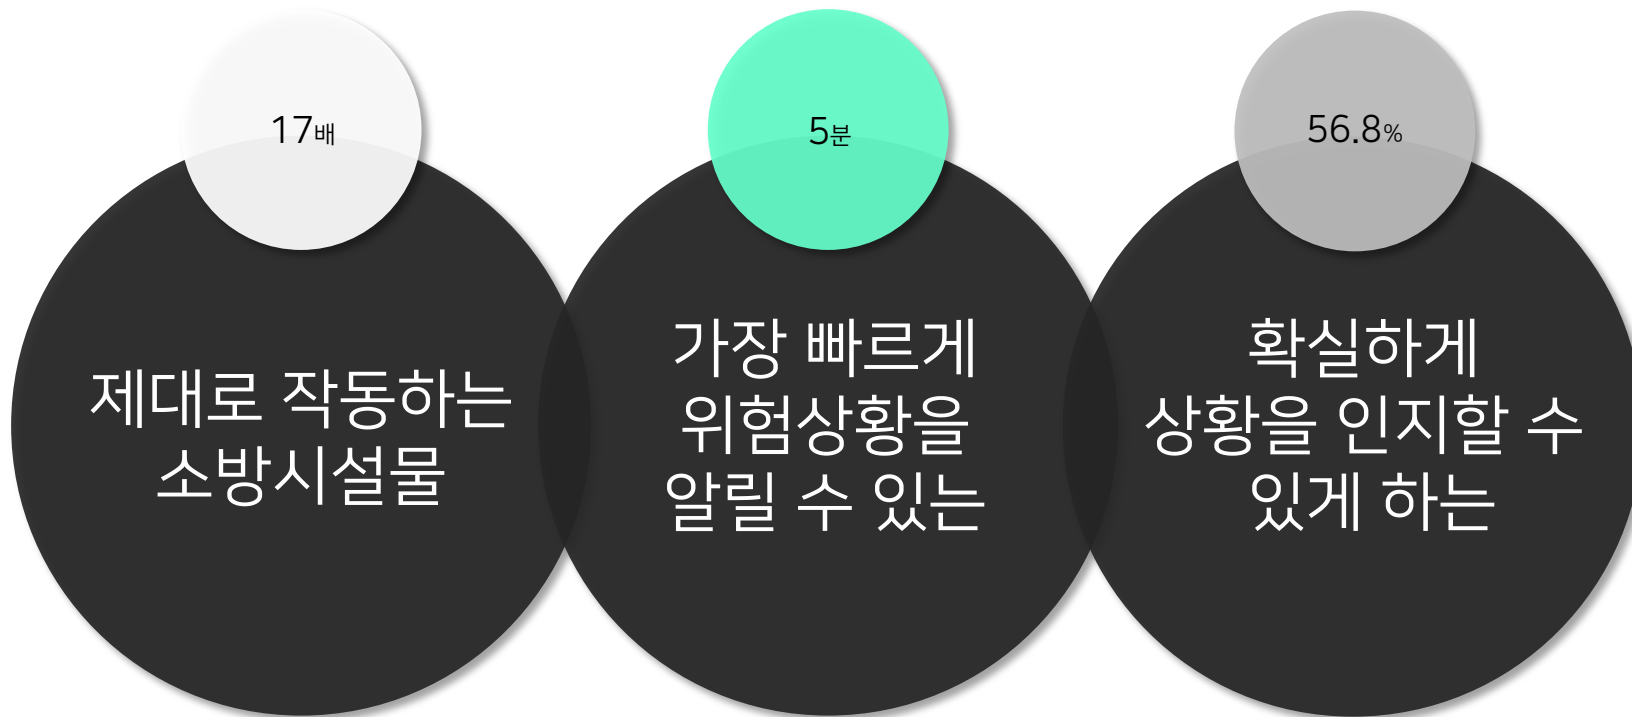 17배
제대로 작동하는
소방시설물
5분
가장 빠르게
위험상황을
알릴 수 있는
56.8%
확실하게
상황을 인지할 수
있게 하는